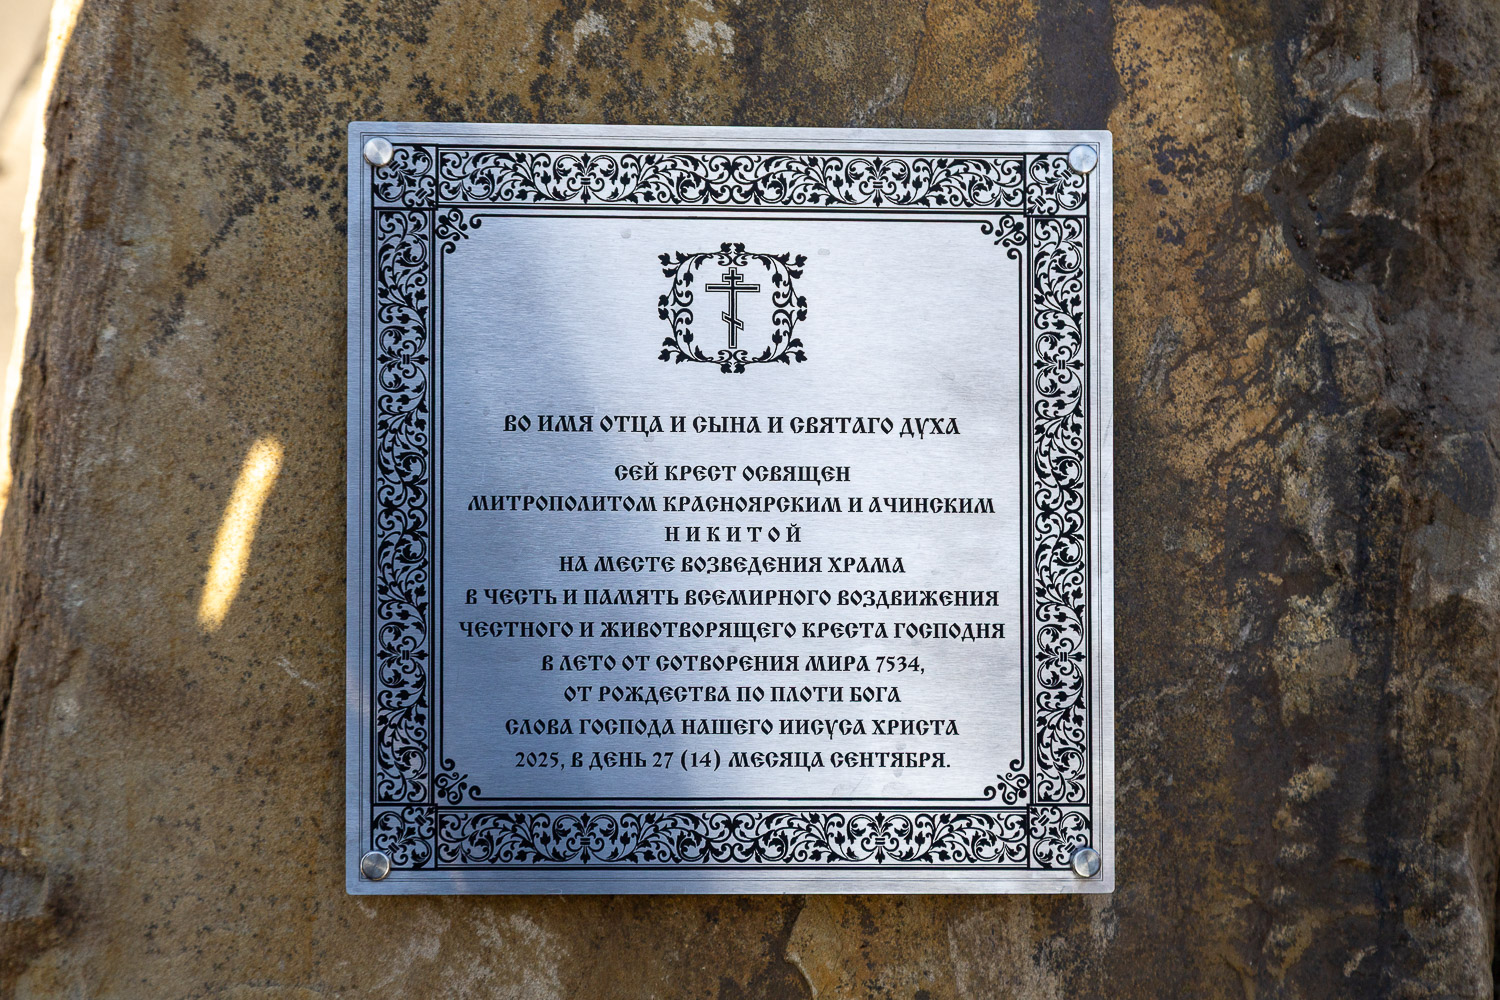 ВО ИМЯ ОТЦА И СЫНА И СВЯТАГО ДУХА
СЕЙ КРЕСТ ОСВЯЩЕН
МИТРОПОЛИТОМ КРАСНОЯРСКИМ И АЧИНСКИМ
НИКИТОЙ
НА МЕСТЕ ВОЗВЕДЕНИЯ ХРАМА
В ЧЕСТЬ И ПАМЯТЬ ВСЕМИРНОГО ВОЗДВИЖЕНИЯ
ЧЕСТНОГО И ЖИВОТВОРЯЩЕГО КРЕСТА ГОСПОДНЯ
В ЛЕТО ОТ СОТВОРЕНИЯ МИРА 7534,
ОТ РОЖДЕСТВА ПО ПЛОТИ БОГА
СЛОВА ГОСПОДА НАШЕГО ИИСУСА ХРИСТА
2025, В ДЕНЬ 27 (14) МЕСЯЦА СЕНТЯБРЯ.